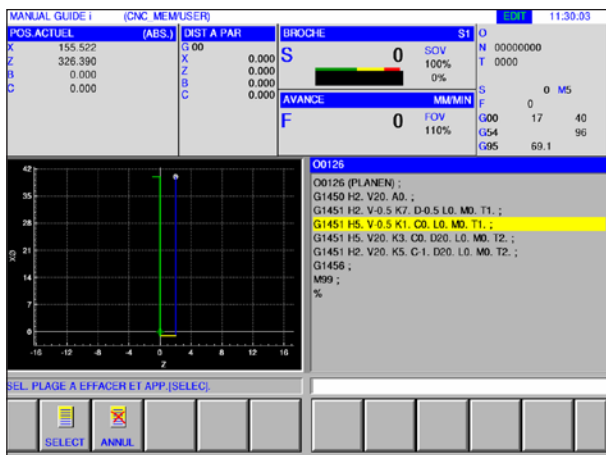 MANUAL GUIDE i (CNC_MEM/USER) EDIT 11:30:03
POS.ACTUEL (ABS.) DIST A PAR BROCHE S1 O
X 155.522 G 00 S 0 SOV N 00000000
Z 326.390 X 0.000 100% T 0000
B 0.000 Z 0.000 0%
C 0.000 B 0.000 S 0 M5
C 0.000 AVANCE MM/MIN F 0
F 0 FOV G00 17 40
110% G54 96
G95 69.1
O0126
O0126 (PLANEN) ;
G1450 H2. V20. A0. ;
G1451 H2. V-0.5 K7. D-0.5 L0. M0. T1. ;
G1451 H5. V-0.5 K1. C0. L0. M0. T1. ;
G1451 H5. V20. K3. C0. D20. L0. M0. T2. ;
G1451 H2. V20. K5. C-1. D20. L0. M0. T2. ;
G1456 ;
M99 ;
%
42
35
28
21
XØ
14
7
0
-16 -12 -8 -4 0 4 8 12 16
Z
SEL. PLAGE A EFFACER ET APP.[SELEC].
SELECT ANNUL